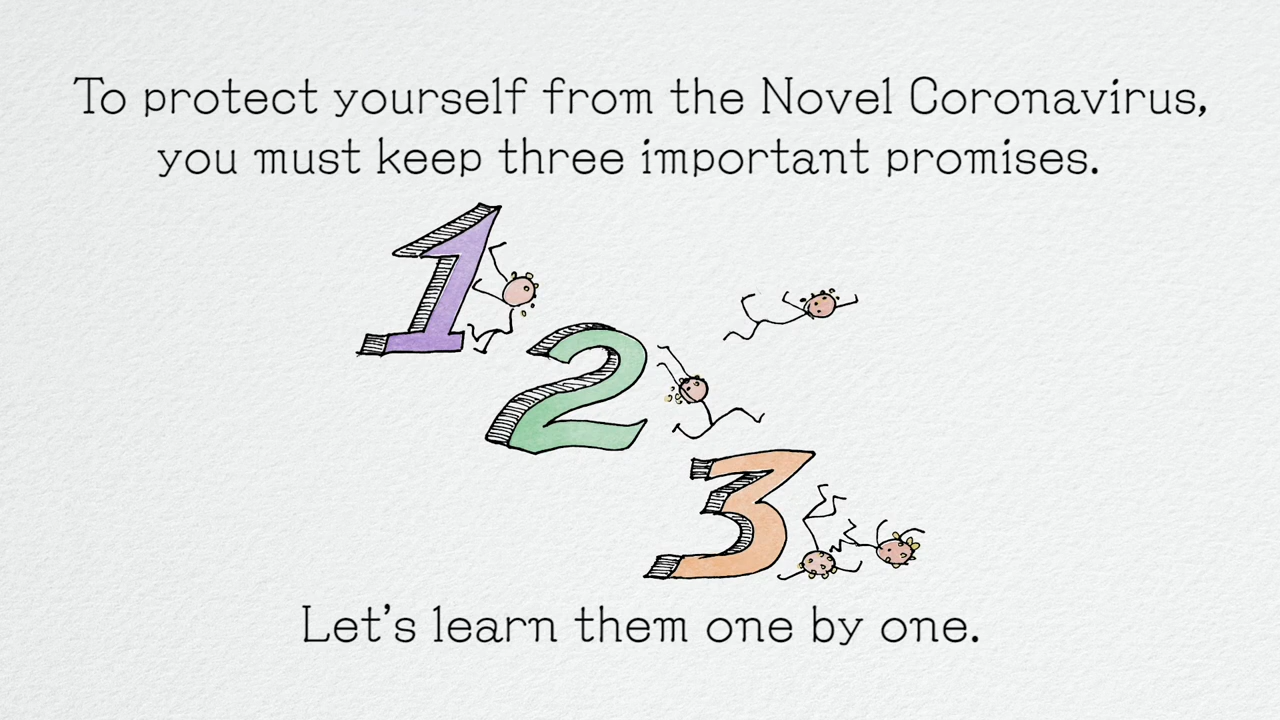 To protect yourself from the Novel Coronavirus,
you must keep three important promises.
1
2
3
Let's learn them one by one.